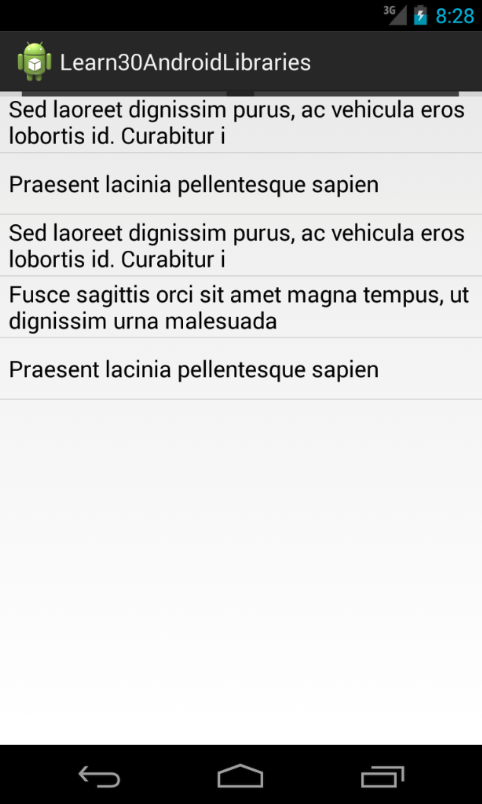 3G 8:28
Learn30AndroidLibraries
Sed laoreet dignissim purus, ac vehicula eros
lobortis id. Curabitur i
Praesent lacinia pellentesque sapien
Sed laoreet dignissim purus, ac vehicula eros
lobortis id. Curabitur i
Fusce sagittis orci sit amet magna tempus, ut
dignissim urna malesuada
Praesent lacinia pellentesque sapien